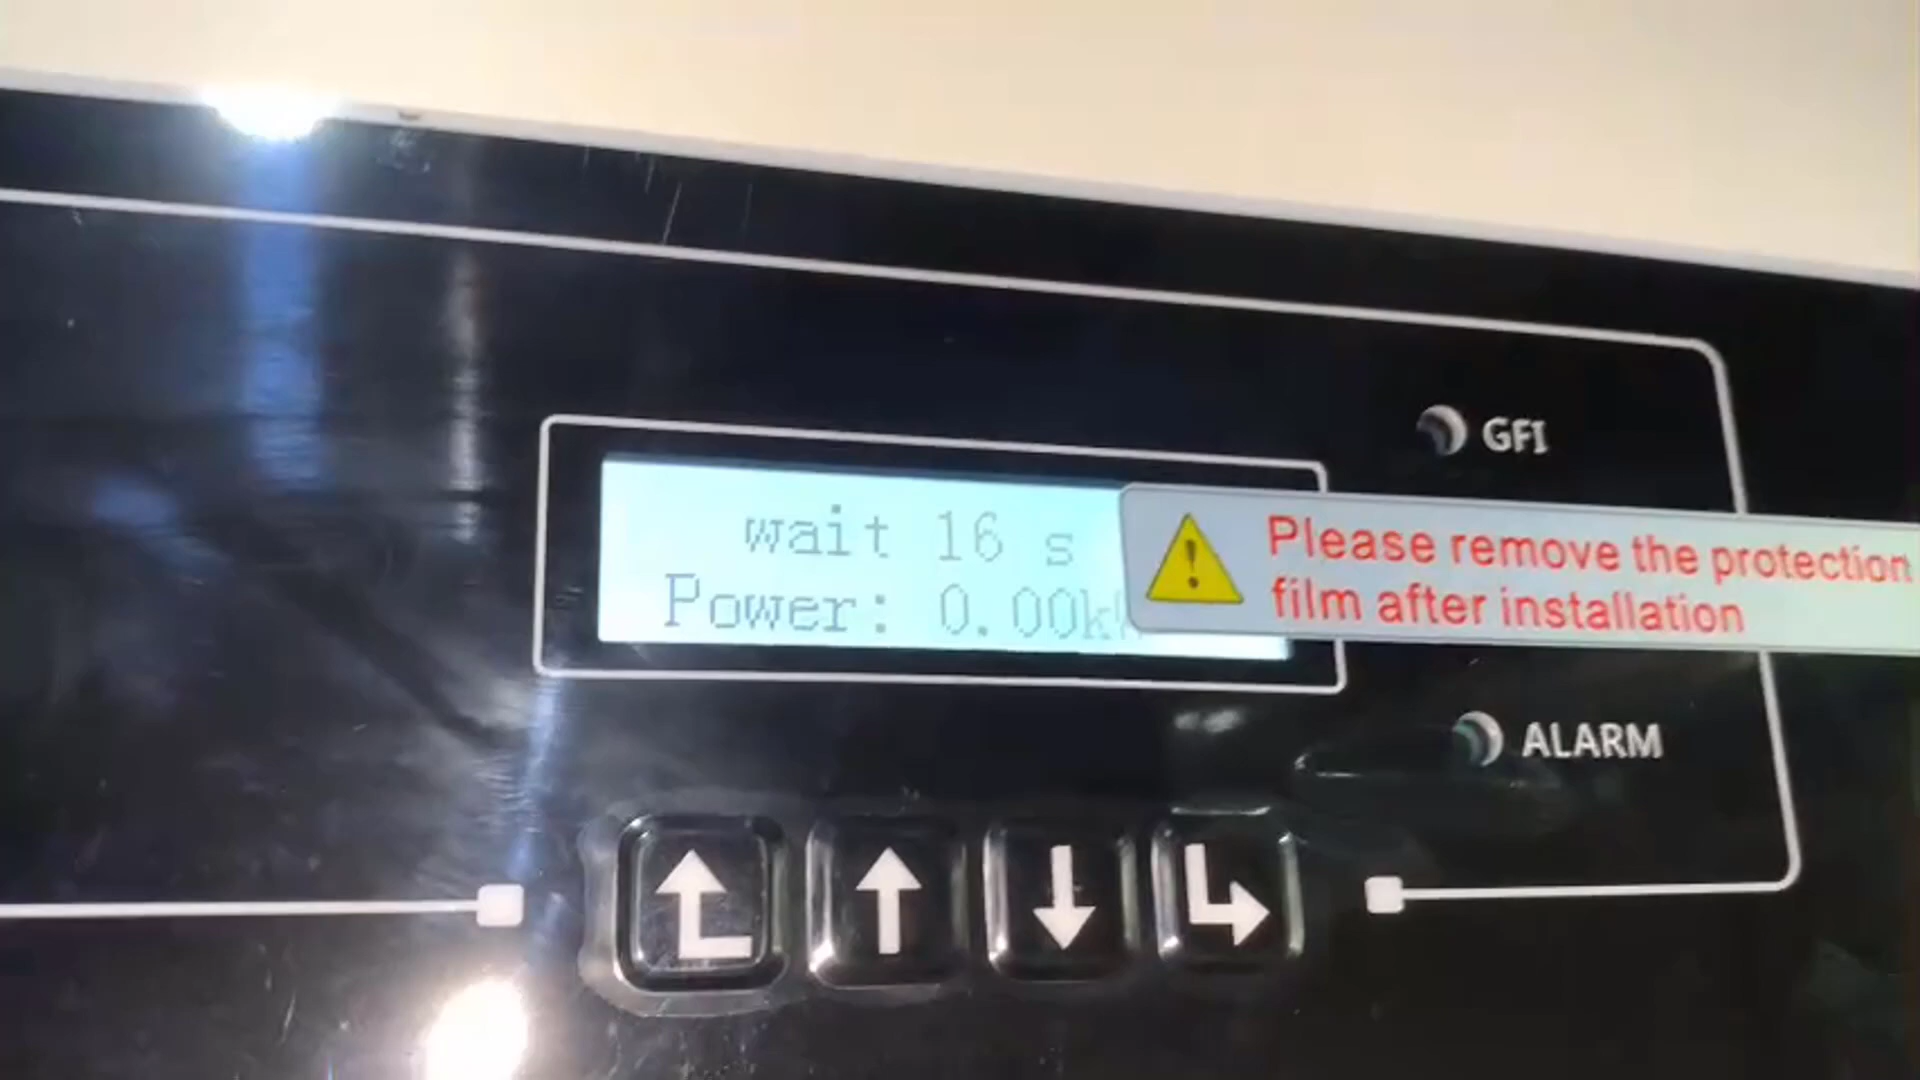 GFI
wait 16 s
Power: 0.00k
Please remove the protection
film after installation
ALARM